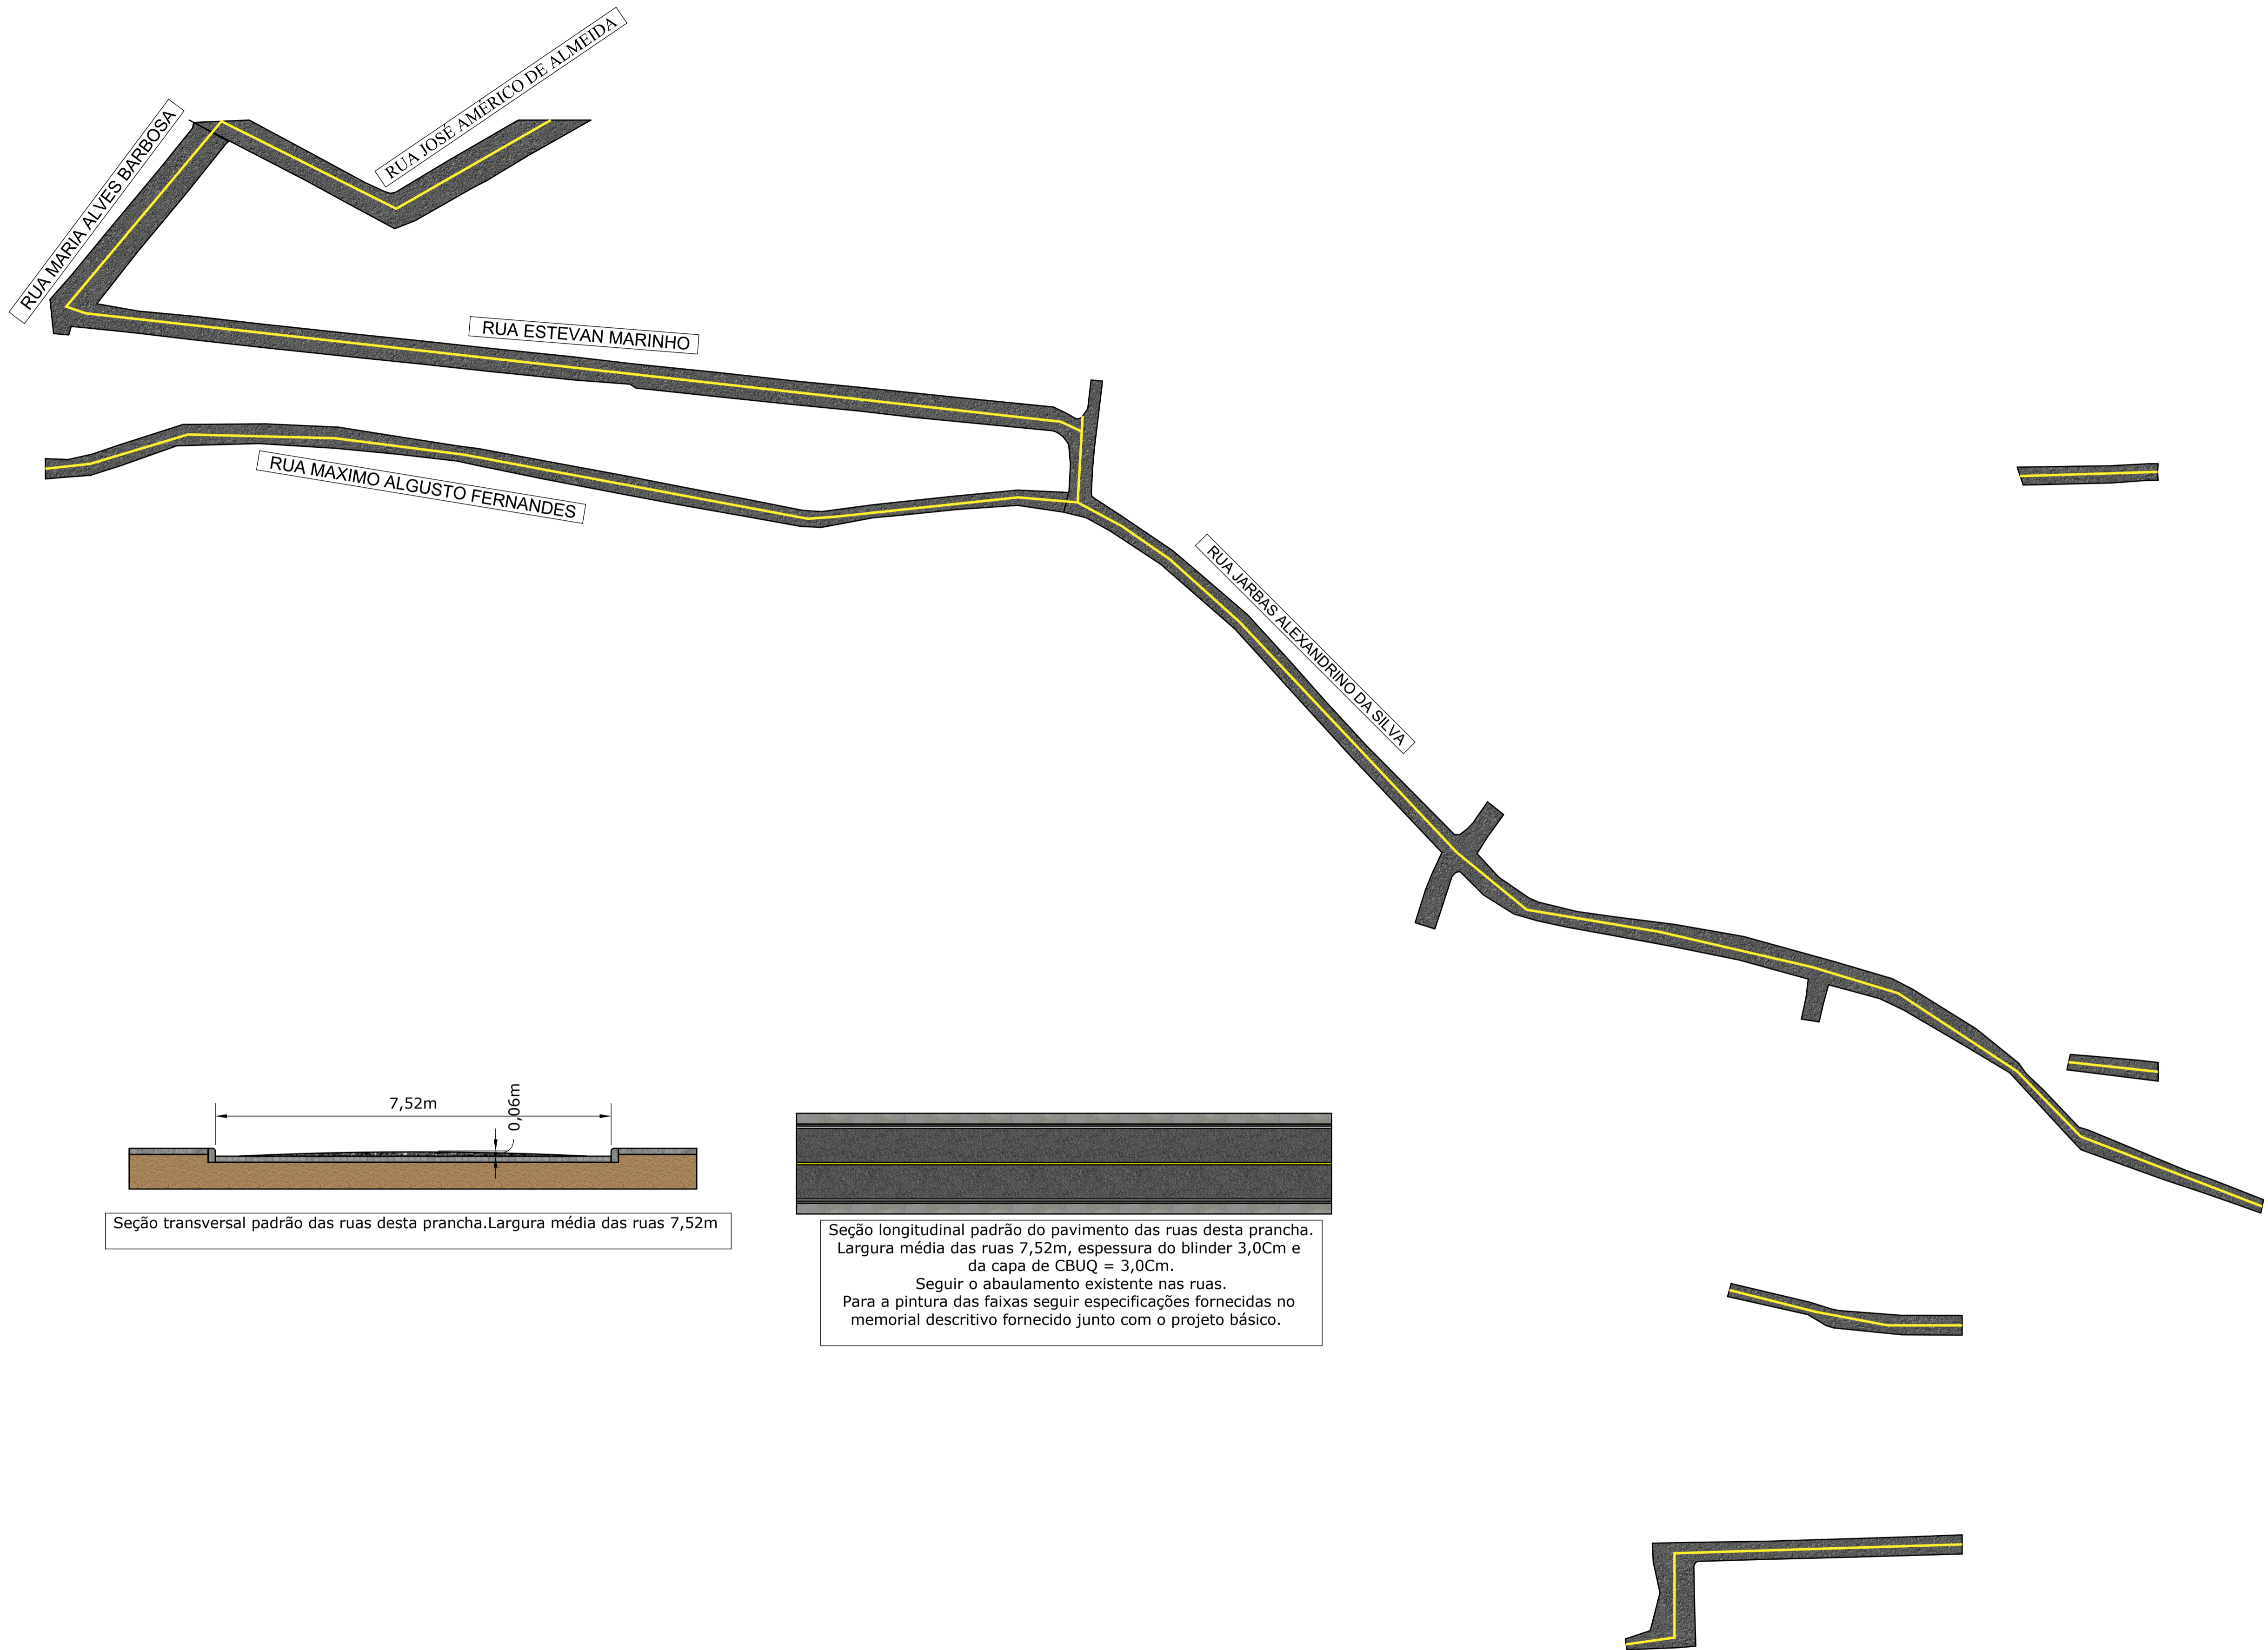 RUA JOSÉ AMÉRICO DE ALMEIDA
RUA MARIA ALVES BARBOSA
RUA ESTEVAN MARINHO
RUA MAXIMO ALGUSTO FERNANDES
RUA JARBAS ALEXANDRINO DA SILVA
7,52m
0,06m
Seção transversal padrão das ruas desta prancha.Largura média das ruas 7,52m
Seção longitudinal padrão do pavimento das ruas desta prancha.
Largura média das ruas 7,52m, espessura do blinder 3,0Cm e
da capa de CBUQ = 3,0Cm.
Seguir o abaulamento existente nas ruas.
Para a pintura das faixas seguir especificações fornecidas no
memorial descritivo fornecido junto com o projeto básico.